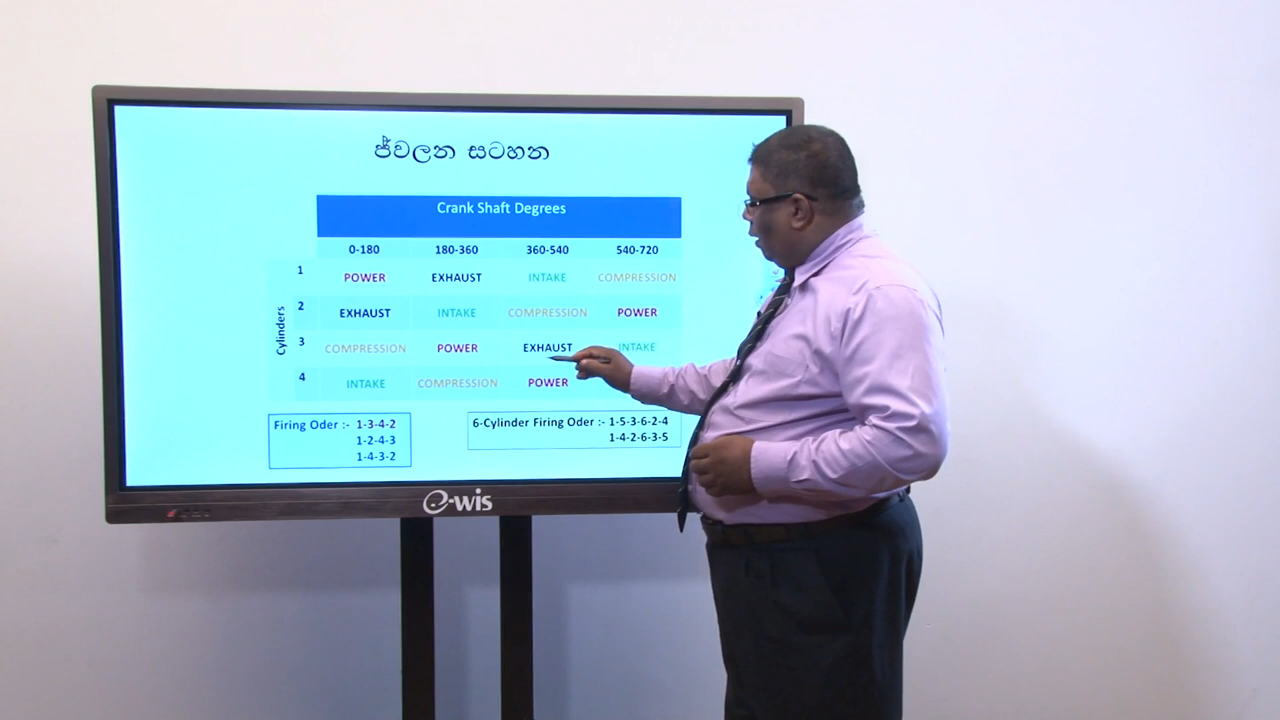 ජ්වලන සටහන
Crank Shaft Degrees
0-180 180-360 360-540 540-720
Cylinders
1 POWER EXHAUST INTAKE COMPRESSION
2 EXHAUST INTAKE COMPRESSION POWER
3 COMPRESSION POWER EXHAUST INTAKE
4 INTAKE COMPRESSION POWER
Firing Oder :- 1-3-4-2
1-2-4-3
1-4-3-2
6-Cylinder Firing Oder :- 1-5-3-6-2-4
1-4-2-6-3-5
e-wis